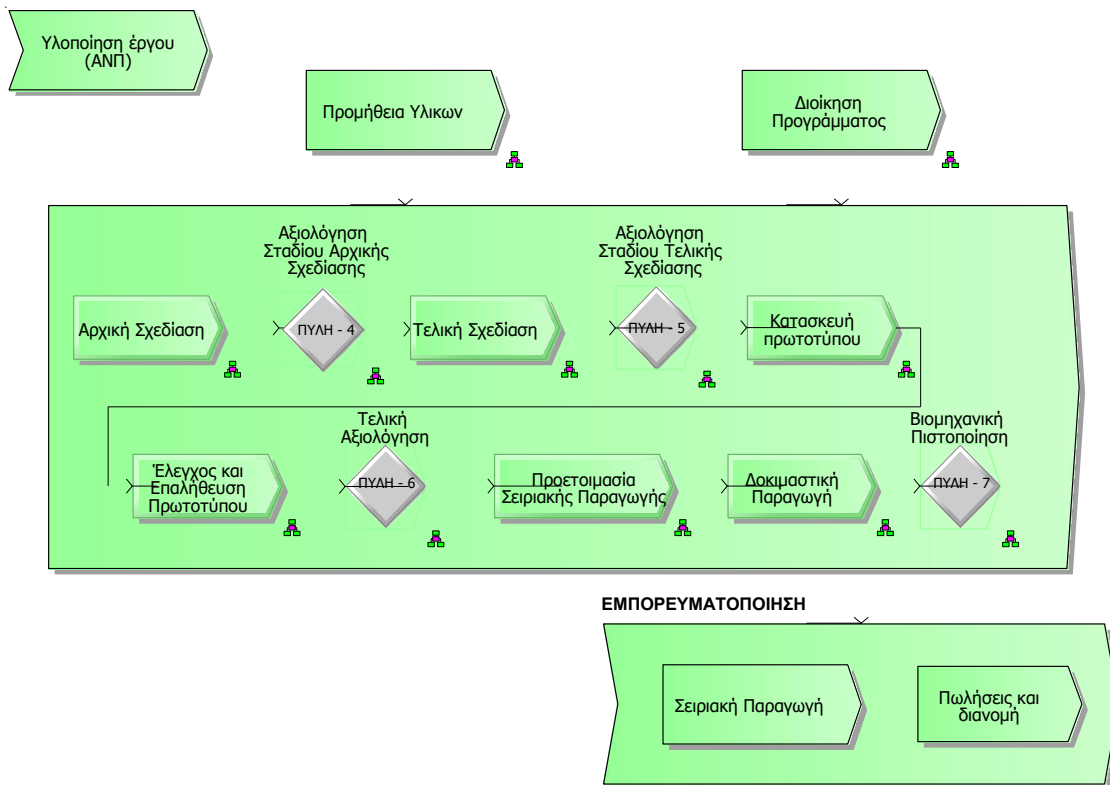 Υλοποίηση έργου
(ΑΝΠ)
Προμήθεια Υλικων
Διοίκηση
Προγράμματος
Αξιολόγηση
Σταδίου Αρχικής
Σχεδίασης
Αξιολόγηση
Σταδίου Τελικής
Σχεδίασης
Αρχική Σχεδίαση
ΠΥΛΗ - 4
Τελική Σχεδίαση
ΠΥΛΗ - 5
Κατασκευή
πρωτοτύπου
Τελική
Αξιολόγηση
Βιομηχανική
Πιστοποίηση
Έλεγχος και
Επαλήθευση
Πρωτοτύπου
ΠΥΛΗ - 6
Προετοιμασία
Σειριακής Παραγωγής
Δοκιμαστική
Παραγωγή
ΠΥΛΗ - 7
ΕΜΠΟΡΕΥΜΑΤΟΠΟΙΗΣΗ
Σειριακή Παραγωγή
Πωλήσεις και
διανομή